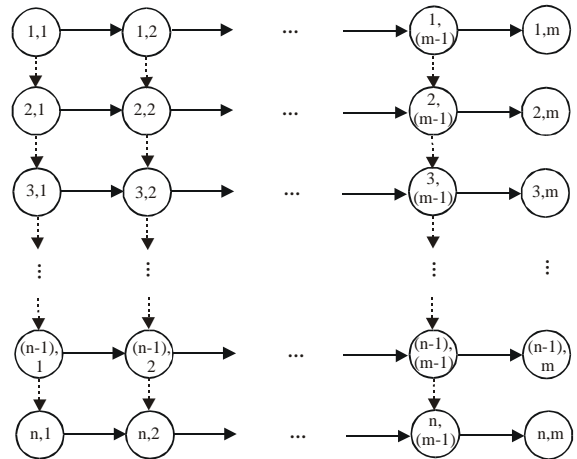 1,1 1,2 ... 1,(m-1) 1,m
2,1 2,2 ... 2,(m-1) 2,m
3,1 3,2 ... 3,(m-1) 3,m
⋮ ⋮ ⋮ ⋮
(n-1),1 (n-1),2 ... (n-1),(m-1) (n-1),m
n,1 n,2 ... n,(m-1) n,m